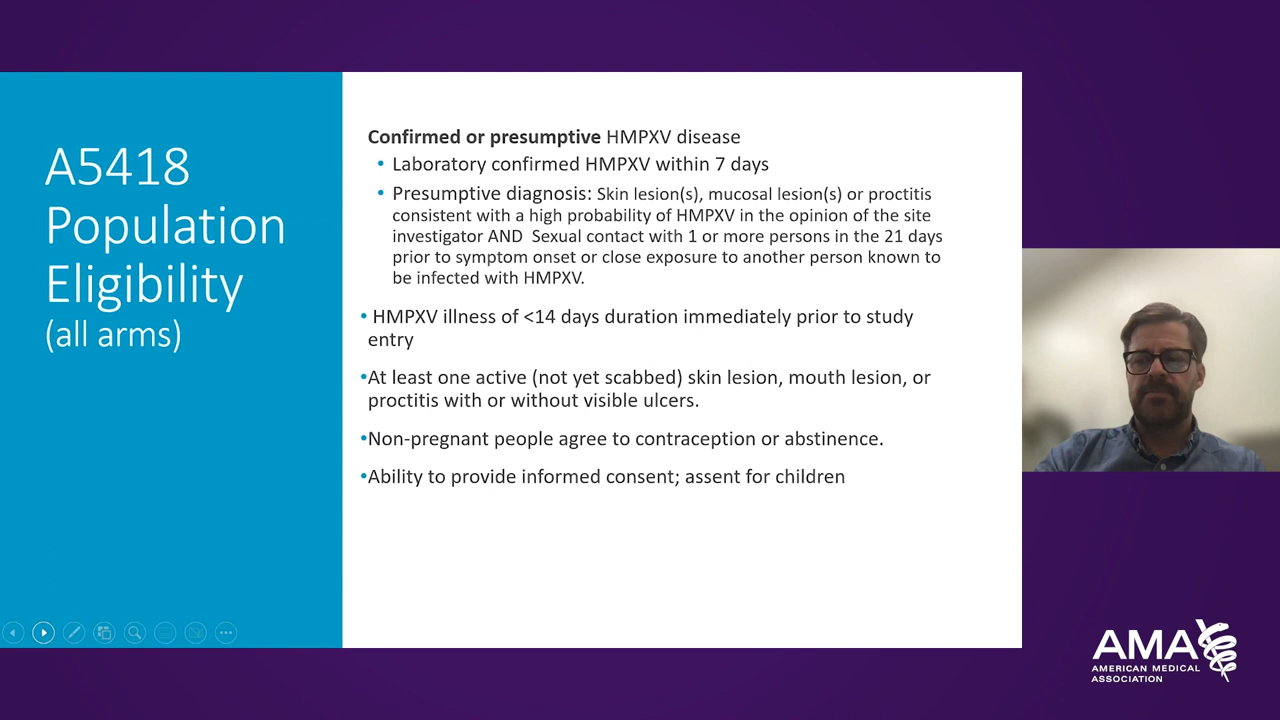 A5418
Population
Eligibility
(all arms)
Confirmed or presumptive HMPXV disease
• Laboratory confirmed HMPXV within 7 days
• Presumptive diagnosis: Skin lesion(s), mucosal lesion(s) or proctitis
consistent with a high probability of HMPXV in the opinion of the site
investigator AND Sexual contact with 1 or more persons in the 21 days
prior to symptom onset or close exposure to another person known to
be infected with HMPXV.
• HMPXV illness of <14 days duration immediately prior to study
entry
•At least one active (not yet scabbed) skin lesion, mouth lesion, or
proctitis with or without visible ulcers.
•Non-pregnant people agree to contraception or abstinence.
•Ability to provide informed consent; assent for children
AMA
AMERICAN MEDICAL
ASSOCIATION